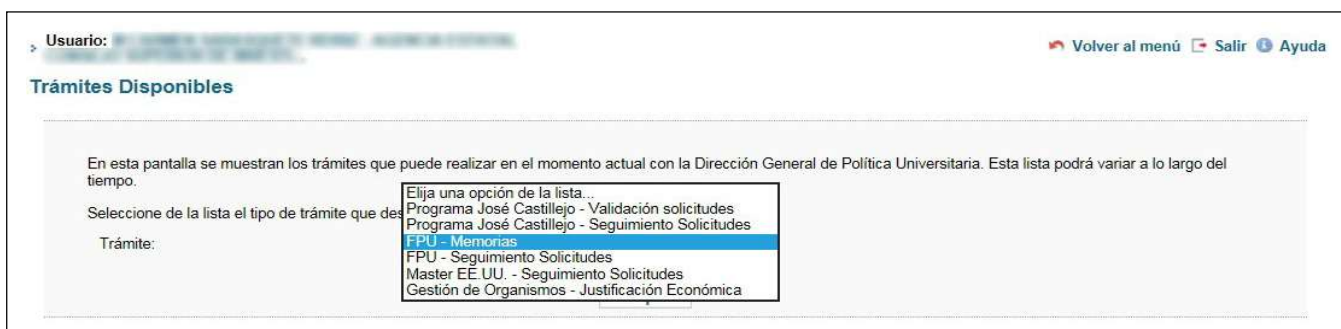 Usuario:
Volver al menú Salir Ayuda
Trámites Disponibles
En esta pantalla se muestran los trámites que puede realizar en el momento actual con la Dirección General de Política Universitaria. Esta lista podrá variar a lo largo del
tiempo.
Elija una opción de la lista...
Seleccione de la lista el tipo de trámite que des
Programa José Castillejo - Validación solicitudes
Programa José Castillejo - Seguimiento Solicitudes
Trámite:
FPU - Memorias
FPU - Seguimiento Solicitudes
Master EE.UU. - Seguimiento Solicitudes
Gestión de Organismos - Justificación Económica